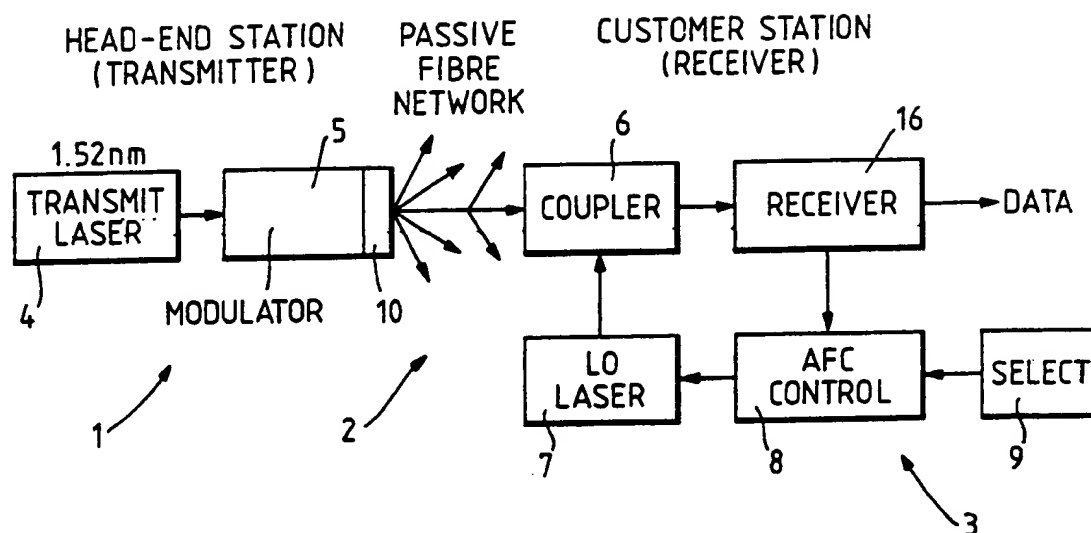 HEAD-END STATION
(TRANSMITTER)
PASSIVE
FIBRE
NETWORK
CUSTOMER STATION
(RECEIVER)
1.52nm
TRANSMIT
LASER
4
5
MODULATOR
10
6
COUPLER
16
RECEIVER
DATA
LO
LASER
7
AFC
CONTROL
8
SELECT
9
1
2
3